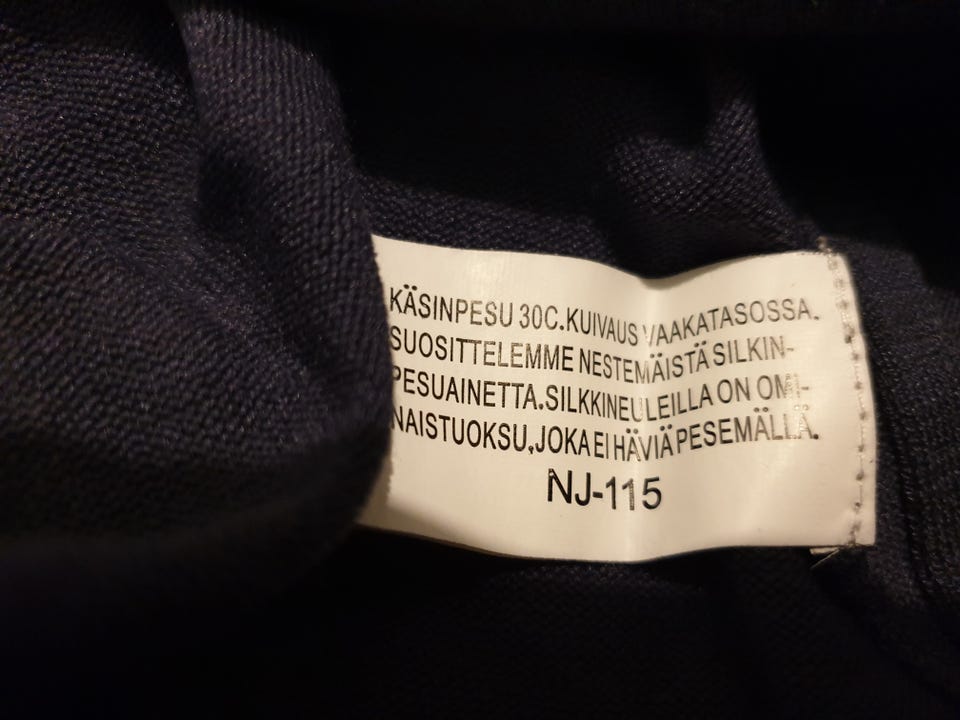 KÄSINPESU 30C.KUIVAUS VAAKATASOSSA.
SUOSITTELEMME NESTEMÄISTÄ SILKIN-
PESUAINETTA.SILKKINEULEILLA ON OMI-
NAISTUOKSU,JOKA EI HÄVIÄ PESEMÄLLÄ.
NJ-115